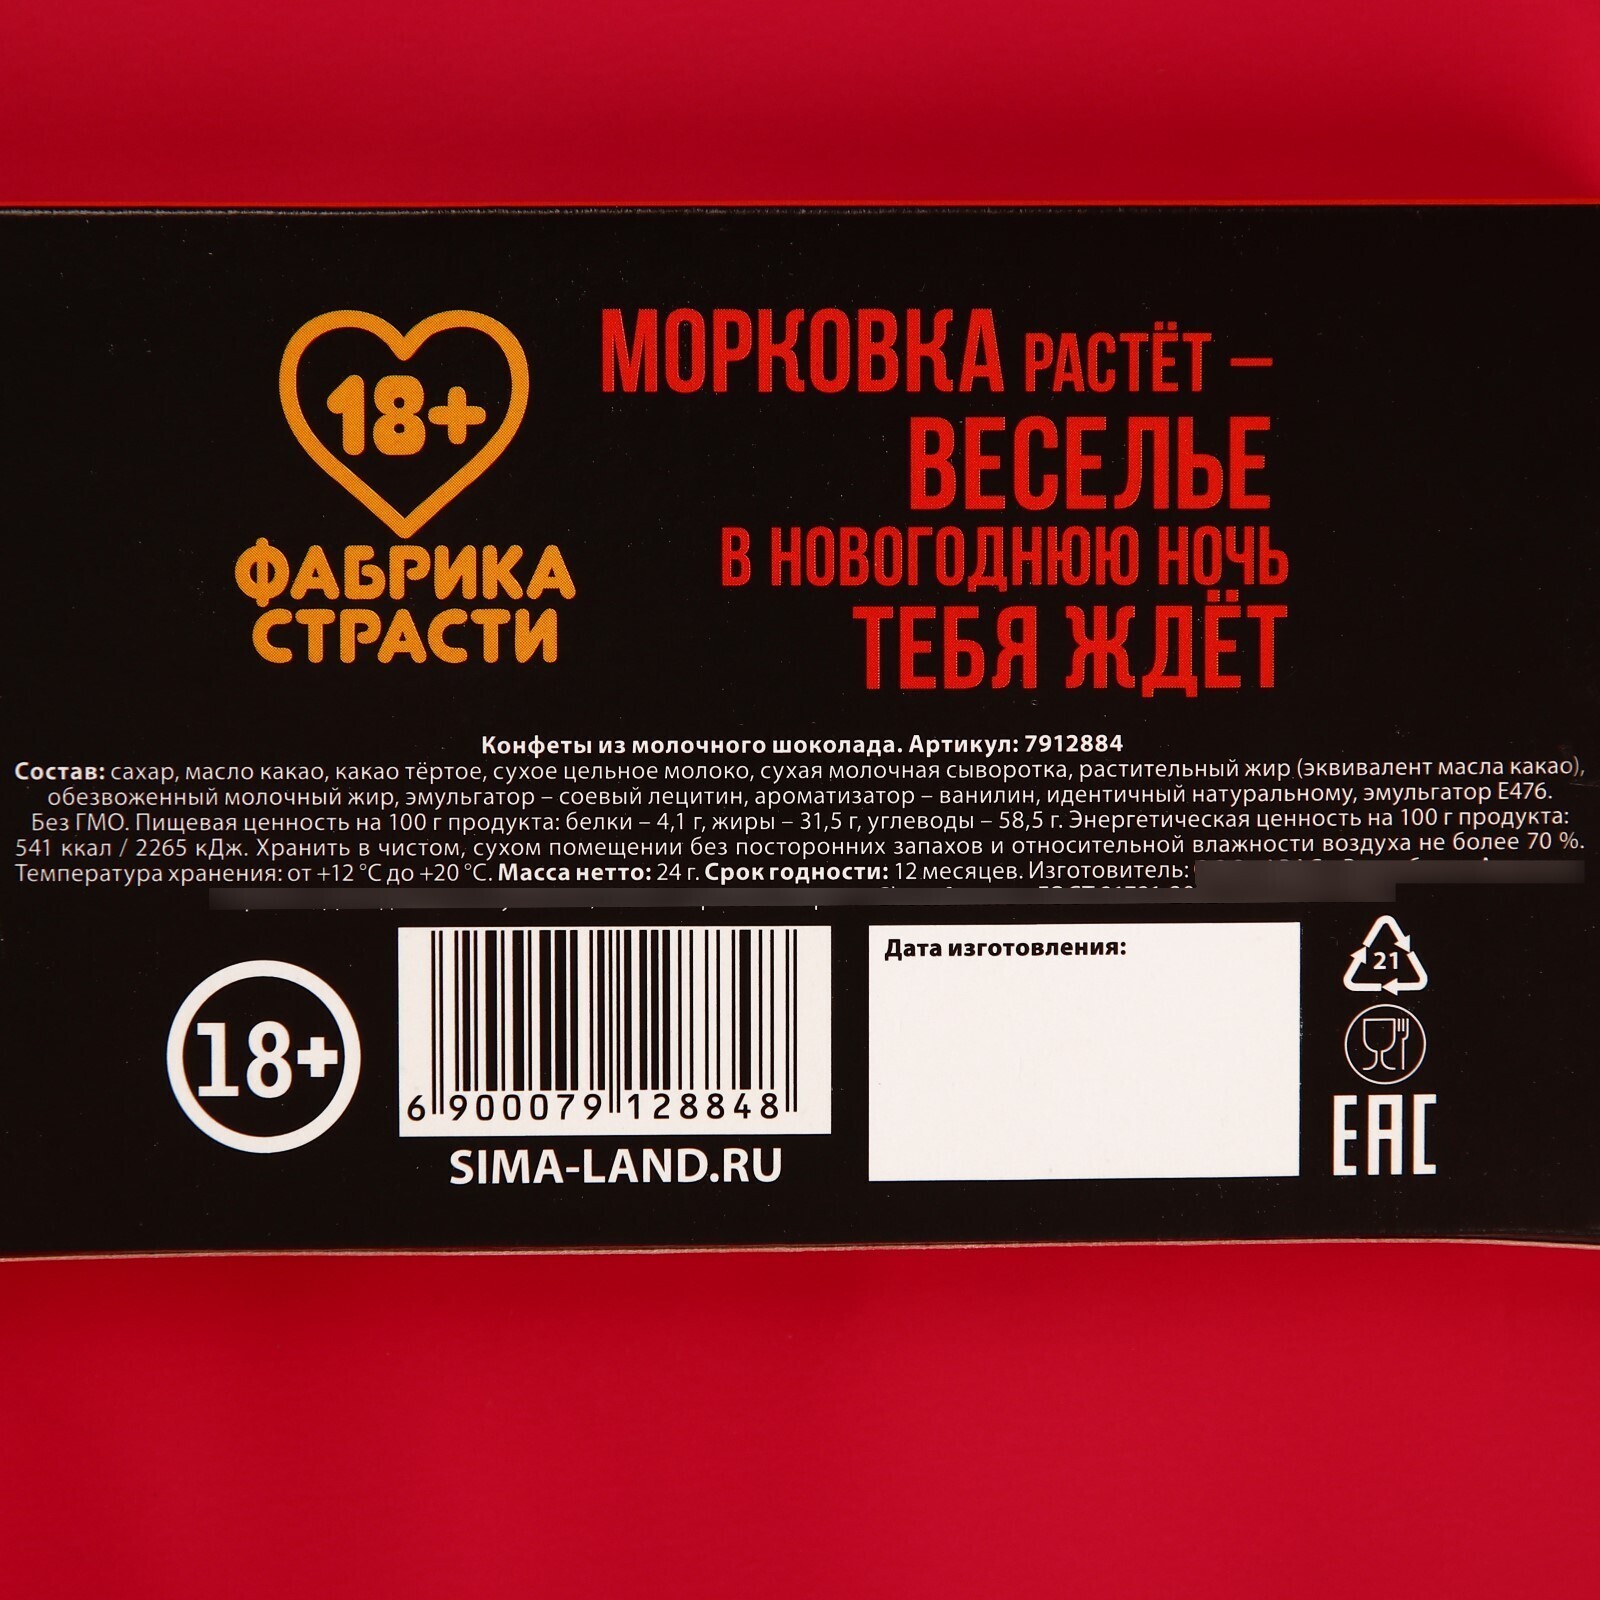 18+
ФАБРИКА
СТРАСТИ
МОРКОВКА РАСТЁТ –
ВЕСЕЛЬЕ
В НОВОГОДНЮЮ НОЧЬ
ТЕБЯ ЖДЁТ
Конфеты из молочного шоколада. Артикул: 7912884
Состав: сахар, масло какао, какао тёртое, сухое цельное молоко, сухая молочная сыворотка, растительный жир (эквивалент масла какао),
обезвоженный молочный жир, эмульгатор – соевый лецитин, ароматизатор – ванилин, идентичный натуральному, эмульгатор Е476.
Без ГМО. Пищевая ценность на 100 г продукта: белки – 4,1 г, жиры – 31,5 г, углеводы – 58,5 г. Энергетическая ценность на 100 г продукта:
541 ккал / 2265 кДж. Хранить в чистом, сухом помещении без посторонних запахов и относительной влажности воздуха не более 70 %.
Температура хранения: от +12 °С до +20 °С. Масса нетто: 24 г. Срок годности: 12 месяцев. Изготовитель:
18+
6 900079 128848
SIMA-LAND.RU
Дата изготовления:
21
EAC